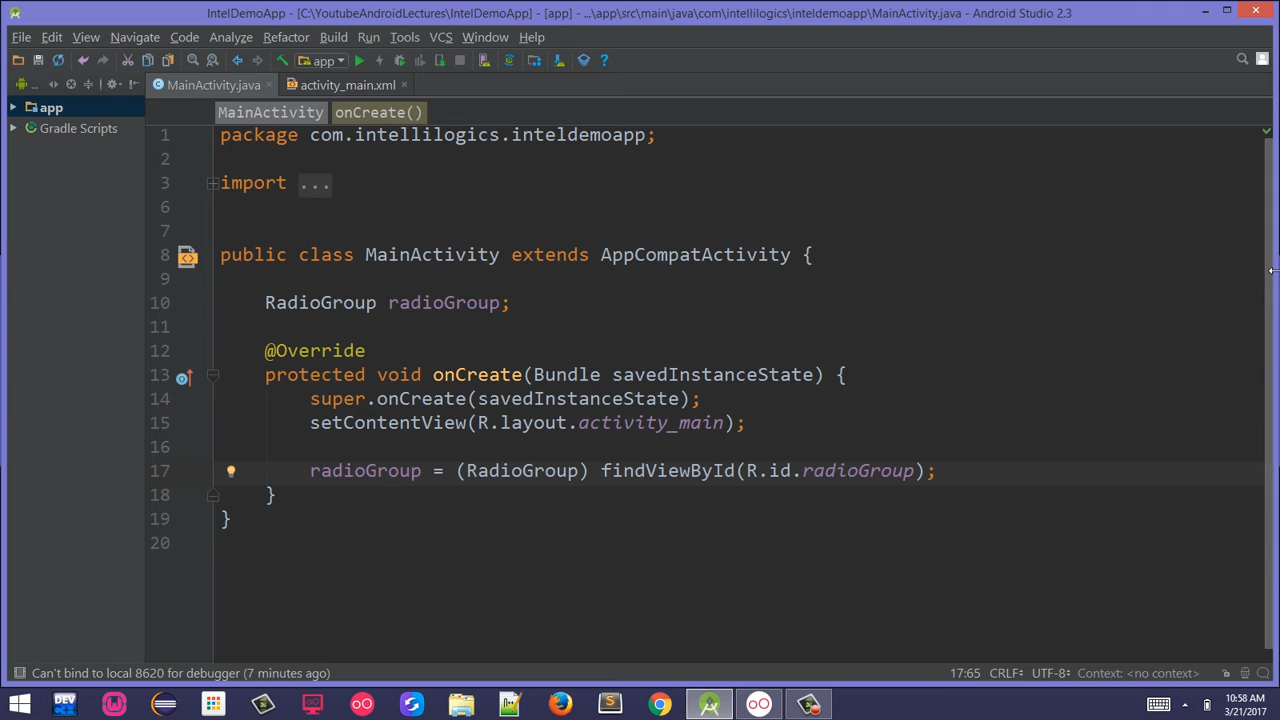 IntelDemoApp - [C:\YoutubeAndroidLectures\IntelDemoApp] - [app] - ...\app\src\main\java\com\intellilogics\inteldemoapp\MainActivity.java - Android Studio 2.3
File Edit View Navigate Code Analyze Refactor Build Run Tools VCS Window Help
app
MainActivity.java activity_main.xml
app
MainActivity onCreate()
Gradle Scripts
1 package com.intellilogics.inteldemoapp;
2
3 import ...
6
7
8 public class MainActivity extends AppCompatActivity {
9
10 RadioGroup radioGroup;
11
12 @Override
13 protected void onCreate(Bundle savedInstanceState) {
14 super.onCreate(savedInstanceState);
15 setContentView(R.layout.activity_main);
16
17 radioGroup = (RadioGroup) findViewById(R.id.radioGroup);
18 }
19 }
20
Can't bind to local 8620 for debugger (7 minutes ago) 17:65 CRLF UTF-8 Context: <no context>
DEV
10:58 AM
3/21/2017